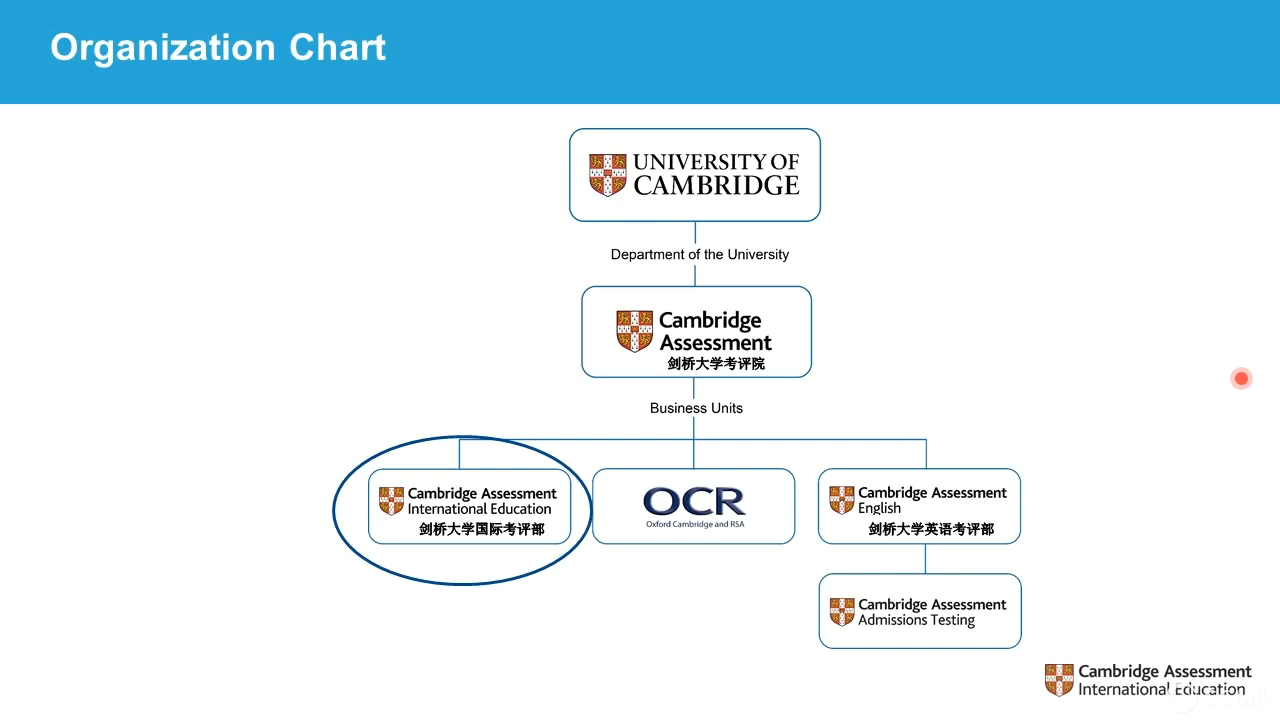 Organization Chart
UNIVERSITY OF
CAMBRIDGE
Department of the University
Cambridge
Assessment
剑桥大学考评院
Business Units
Cambridge Assessment
International Education
剑桥大学国际考评部
OCR
Oxford Cambridge and RSA
Cambridge Assessment
English
剑桥大学英语考评部
Cambridge Assessment
Admissions Testing
Cambridge Assessment
International Education